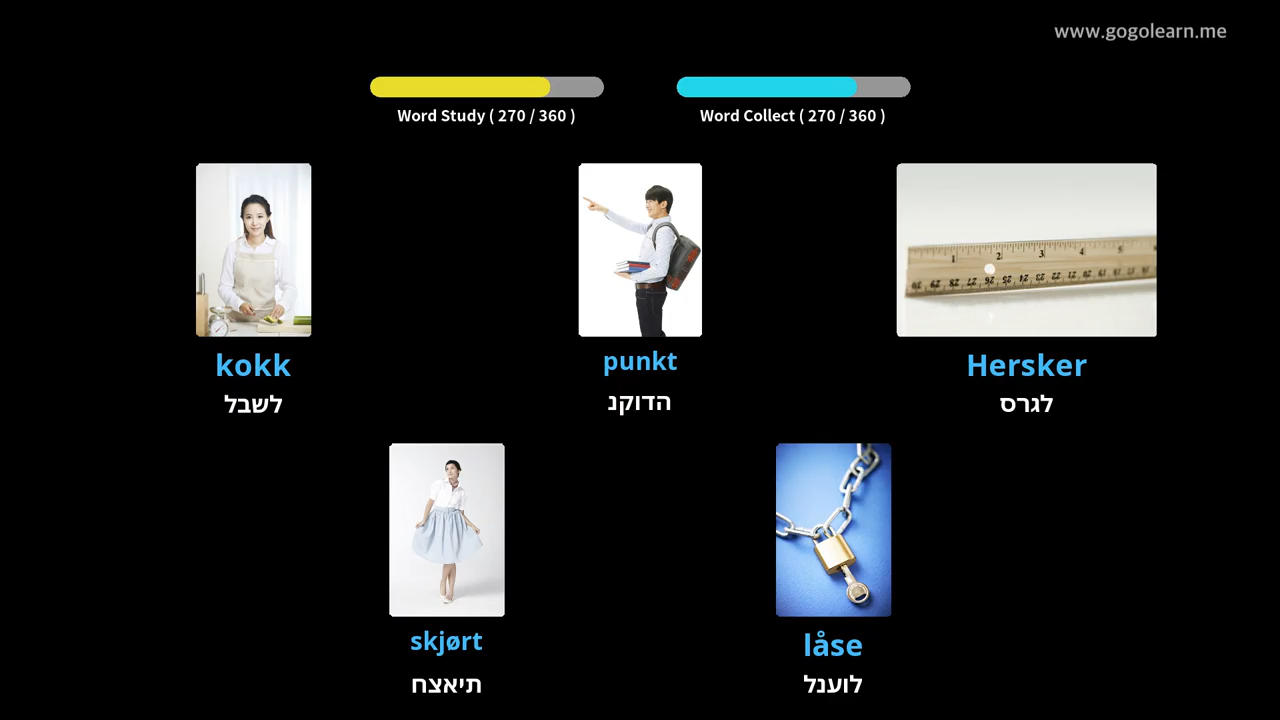 www.gogolearn.me
Word Study ( 270 / 360 )
Word Collect ( 270 / 360 )
kokk
לשבל
punkt
הדוקנ
Hersker
לגרס
skjørt
תיאצח
låse
לוענל